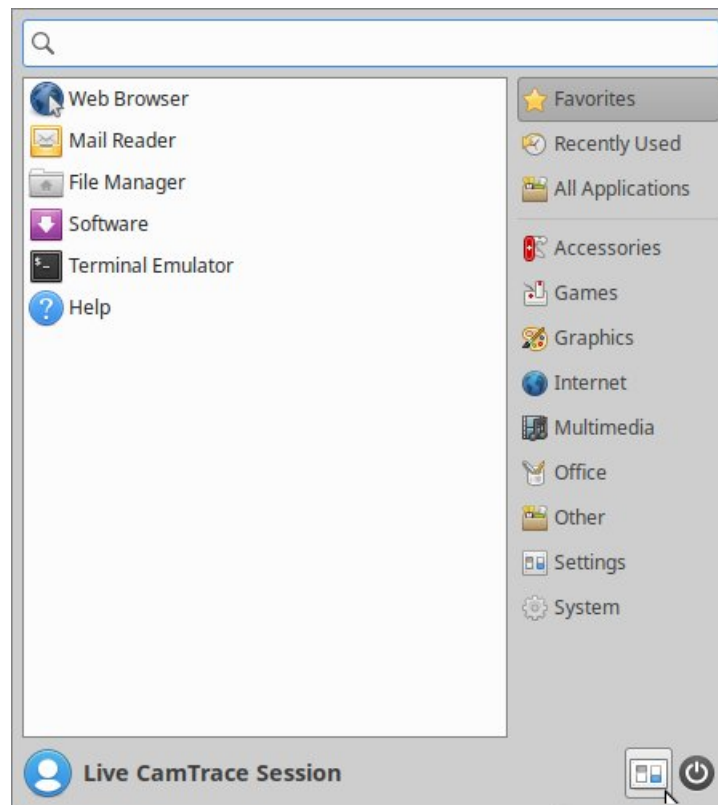 Web Browser
Mail Reader
File Manager
Software
Terminal Emulator
Help
Favorites
Recently Used
All Applications
Accessories
Games
Graphics
Internet
Multimedia
Office
Other
Settings
System
Live CamTrace Session